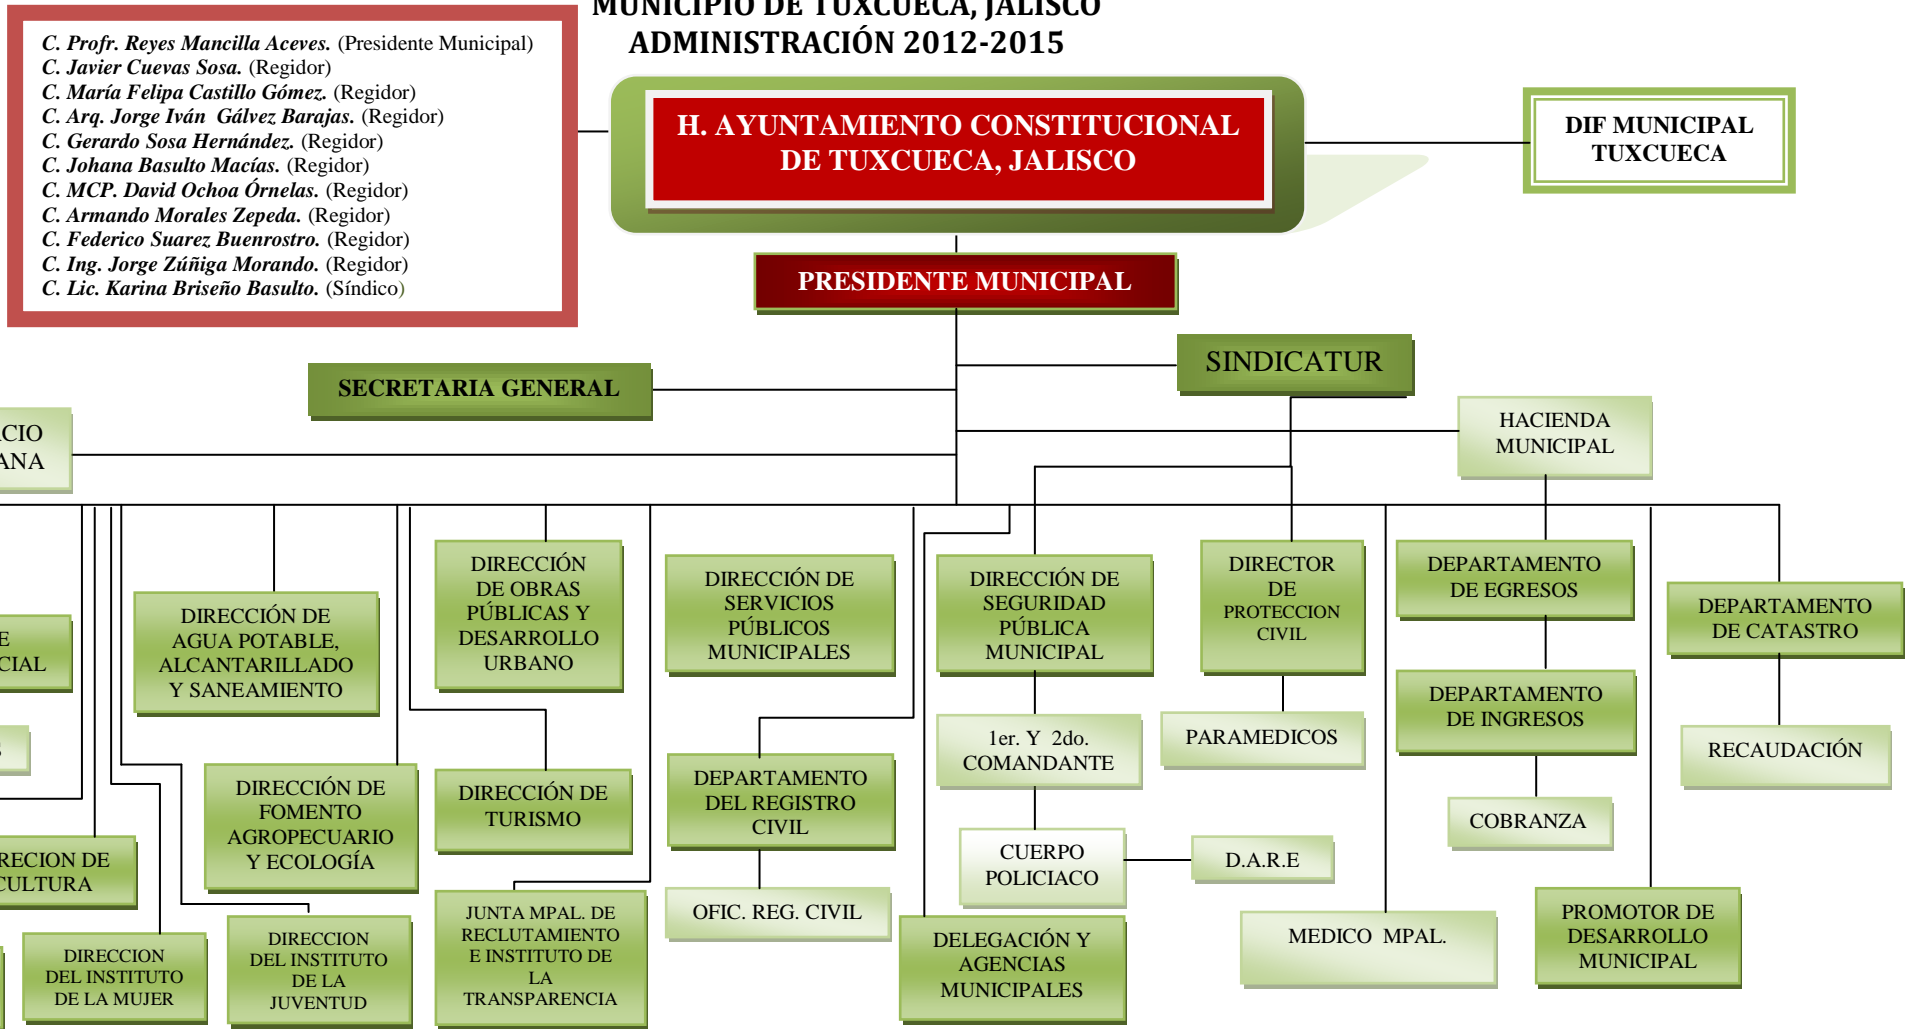 MUNICIPIO DE TUXCUECA, JALISCO
ADMINISTRACIÓN 2012-2015
C. Profr. Reyes Mancilla Aceves. (Presidente Municipal)
C. Javier Cuevas Sosa. (Regidor)
C. María Felipa Castillo Gómez. (Regidor)
C. Arq. Jorge Iván Gálvez Barajas. (Regidor)
C. Gerardo Sosa Hernández. (Regidor)
C. Johana Basulto Macías. (Regidor)
C. MCP. David Ochoa Órnelas. (Regidor)
C. Armando Morales Zepeda. (Regidor)
C. Federico Suarez Buenrostro. (Regidor)
C. Ing. Jorge Zúñiga Morando. (Regidor)
C. Lic. Karina Briseño Basulto. (Síndico)
H. AYUNTAMIENTO CONSTITUCIONAL
DE TUXCUECA, JALISCO
DIF MUNICIPAL
TUXCUECA
PRESIDENTE MUNICIPAL
SINDICATUR
SECRETARIA GENERAL
HACIENDA
MUNICIPAL
DIRECCIÓN DE
AGUA POTABLE,
ALCANTARILLADO
Y SANEAMIENTO
DIRECCIÓN
DE OBRAS
PÚBLICAS Y
DESARROLLO
URBANO
DIRECCIÓN DE
SERVICIOS
PÚBLICOS
MUNICIPALES
DIRECCIÓN DE
SEGURIDAD
PÚBLICA
MUNICIPAL
DIRECTOR
DE
PROTECCION
CIVIL
DEPARTAMENTO
DE EGRESOS
DEPARTAMENTO
DE CATASTRO
DEPARTAMENTO
DE INGRESOS
1er. Y 2do.
COMANDANTE
PARAMEDICOS
RECAUDACIÓN
DIRECCIÓN DE
FOMENTO
AGROPECUARIO
Y ECOLOGÍA
DIRECCIÓN DE
TURISMO
DEPARTAMENTO
DEL REGISTRO
CIVIL
COBRANZA
CUERPO
POLICIACO
D.A.R.E
DE
CULTURA
OFIC. REG. CIVIL
DIRECCION
DEL INSTITUTO
DE LA MUJER
DIRECCION
DEL INSTITUTO
DE LA
JUVENTUD
JUNTA MPAL. DE
RECLUTAMIENTO
E INSTITUTO DE
LA
TRANSPARENCIA
DELEGACIÓN Y
AGENCIAS
MUNICIPALES
MEDICO MPAL.
PROMOTOR DE
DESARROLLO
MUNICIPAL